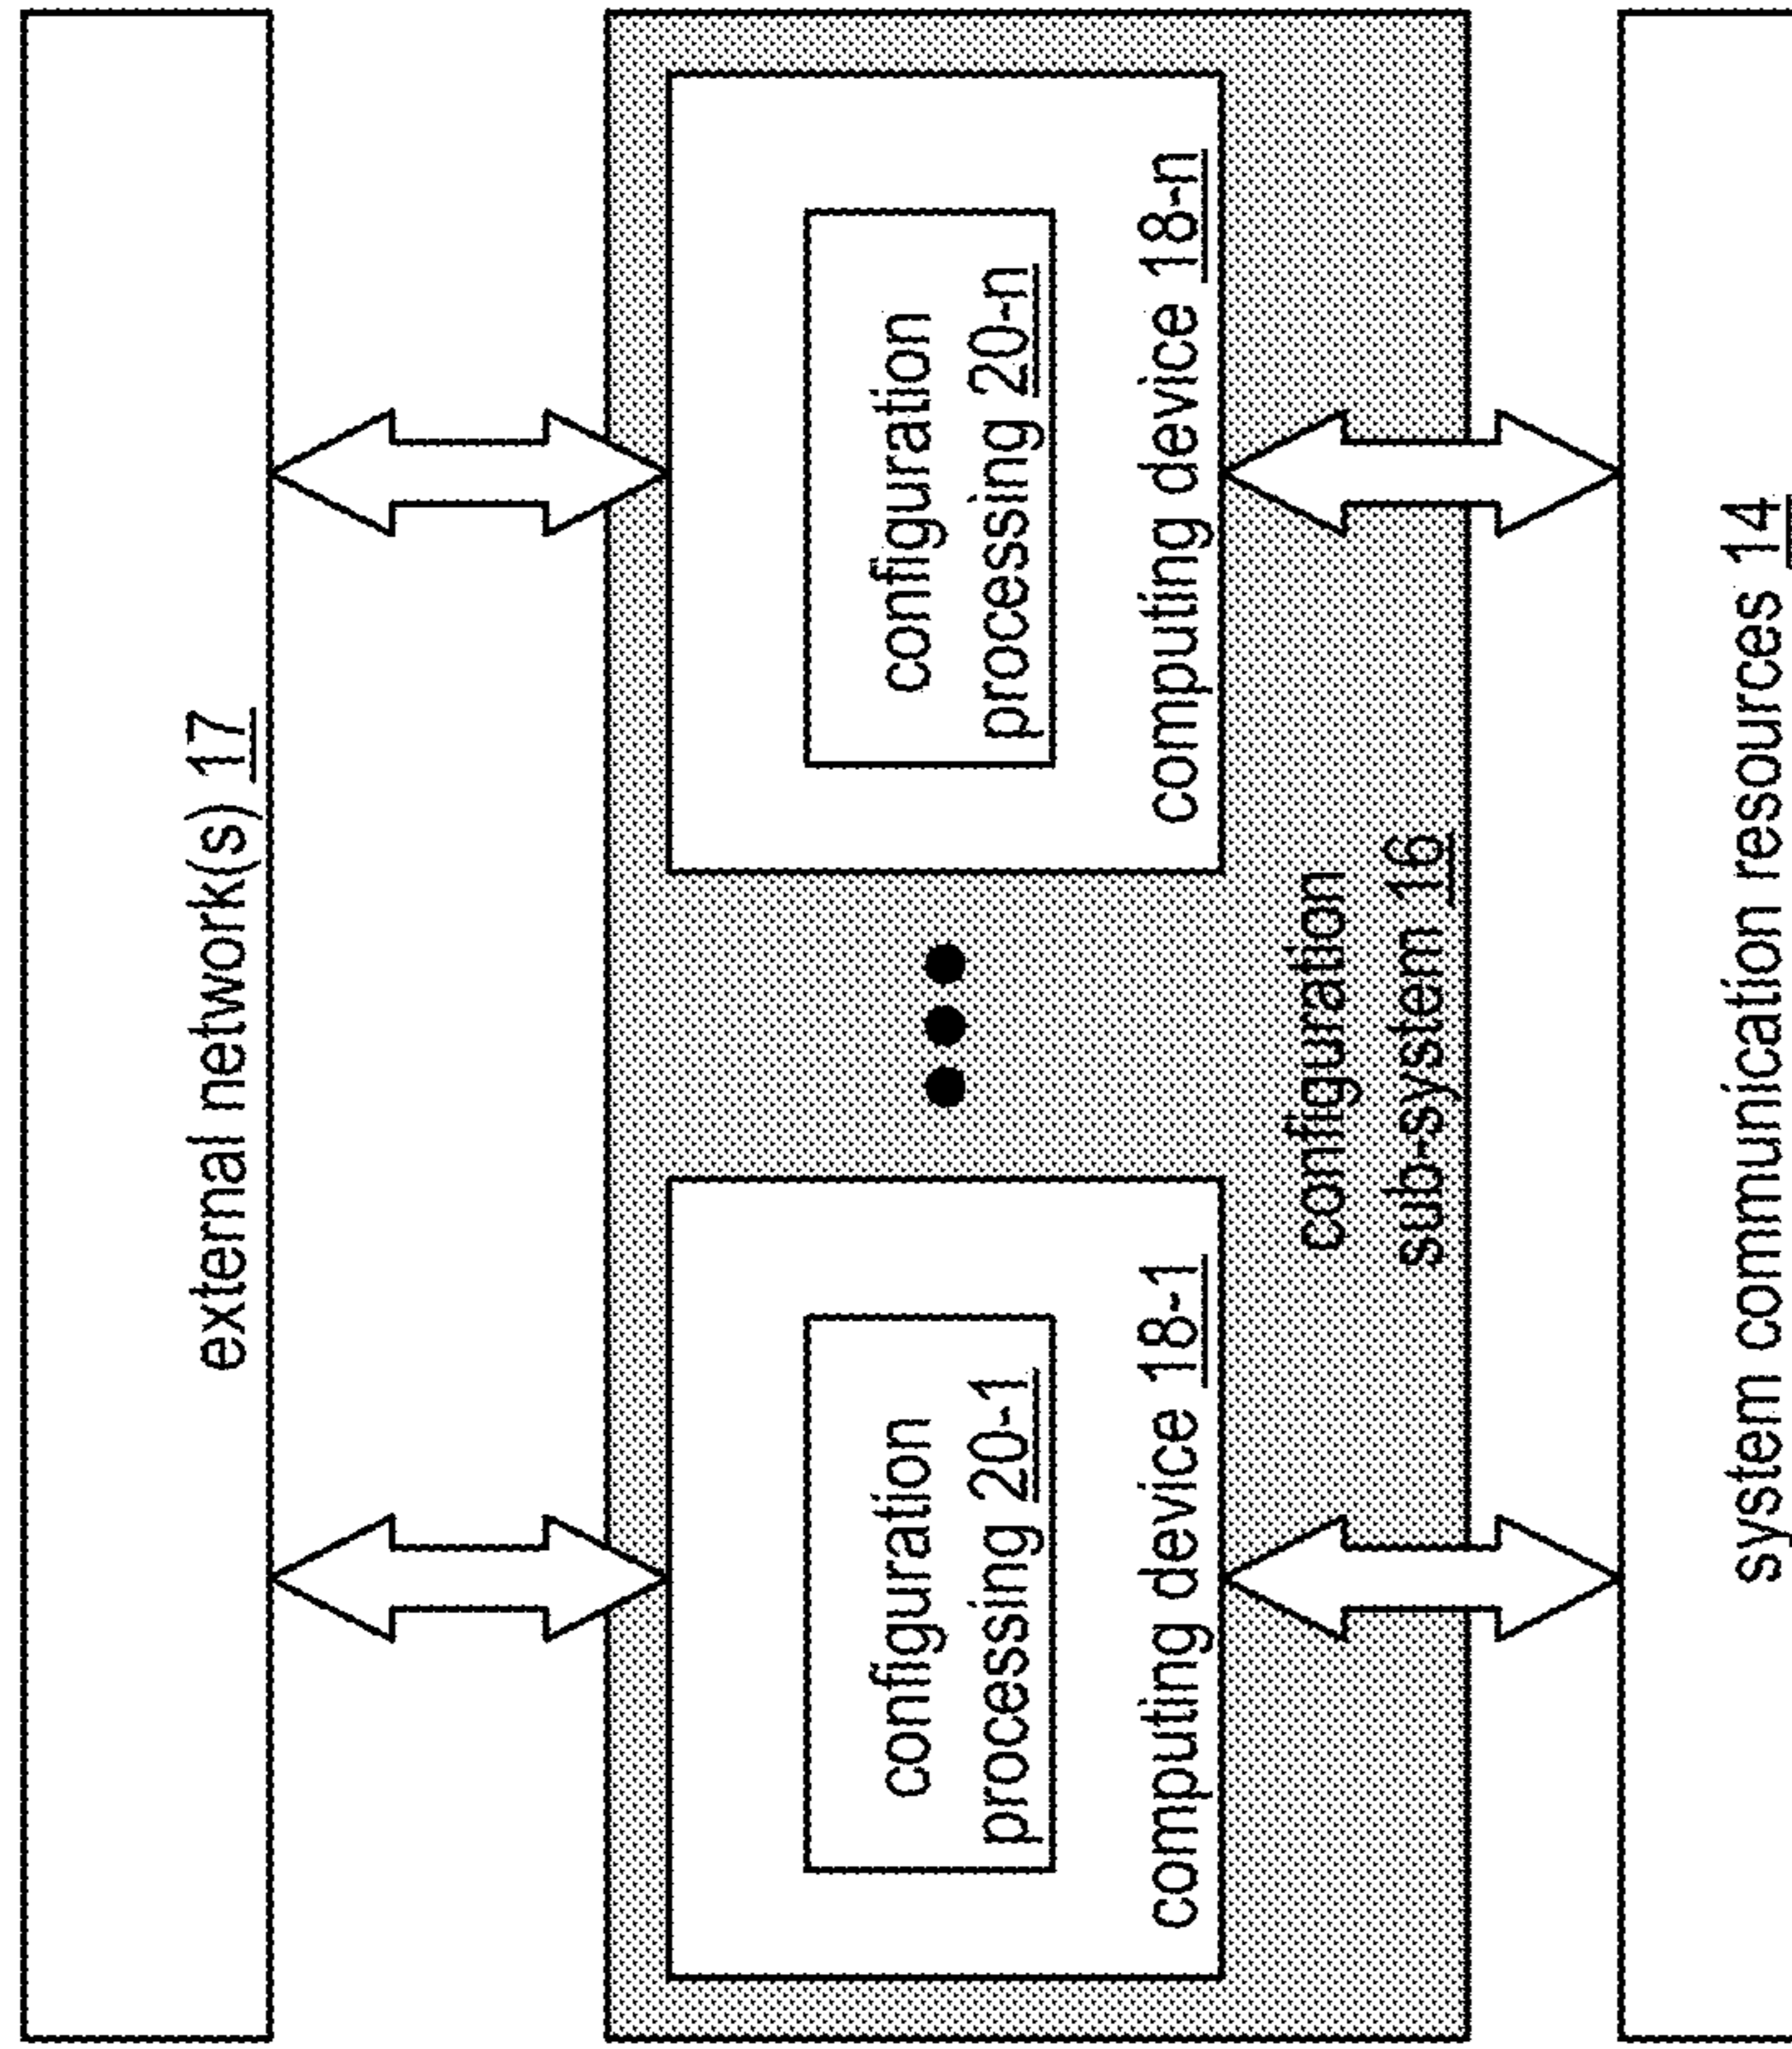 external network(s) 17
configuration
processing 20-1
computing device 18-1
configuration
processing 20-n
computing device 18-n
configuration
sub-system 16
system communication resources 14